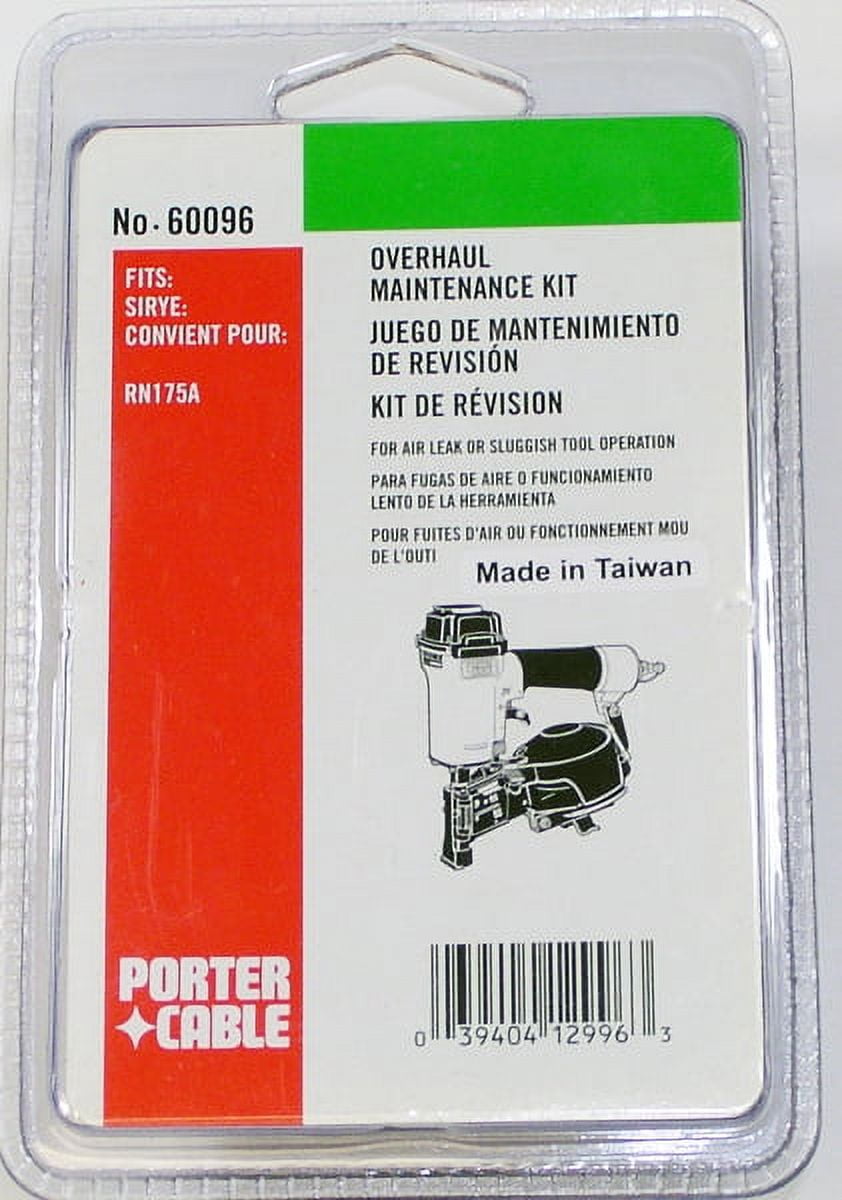 No. 60096
FITS:
SIRYE:
CONVIENT POUR:
RN175A
OVERHAUL
MAINTENANCE KIT
JUEGO DE MANTENIMIENTO
DE REVISIÓN
KIT DE RÉVISION
FOR AIR LEAK OR SLUGGISH TOOL OPERATION
PARA FUGAS DE AIRE O FUNCIONAMIENTO
LENTO DE LA HERRAMIENTA
POUR FUITES D'AIR OU FONCTIONNEMENT MOU
DE L'OUTI
Made in Taiwan
PORTER
CABLE
0 39404 12996 3